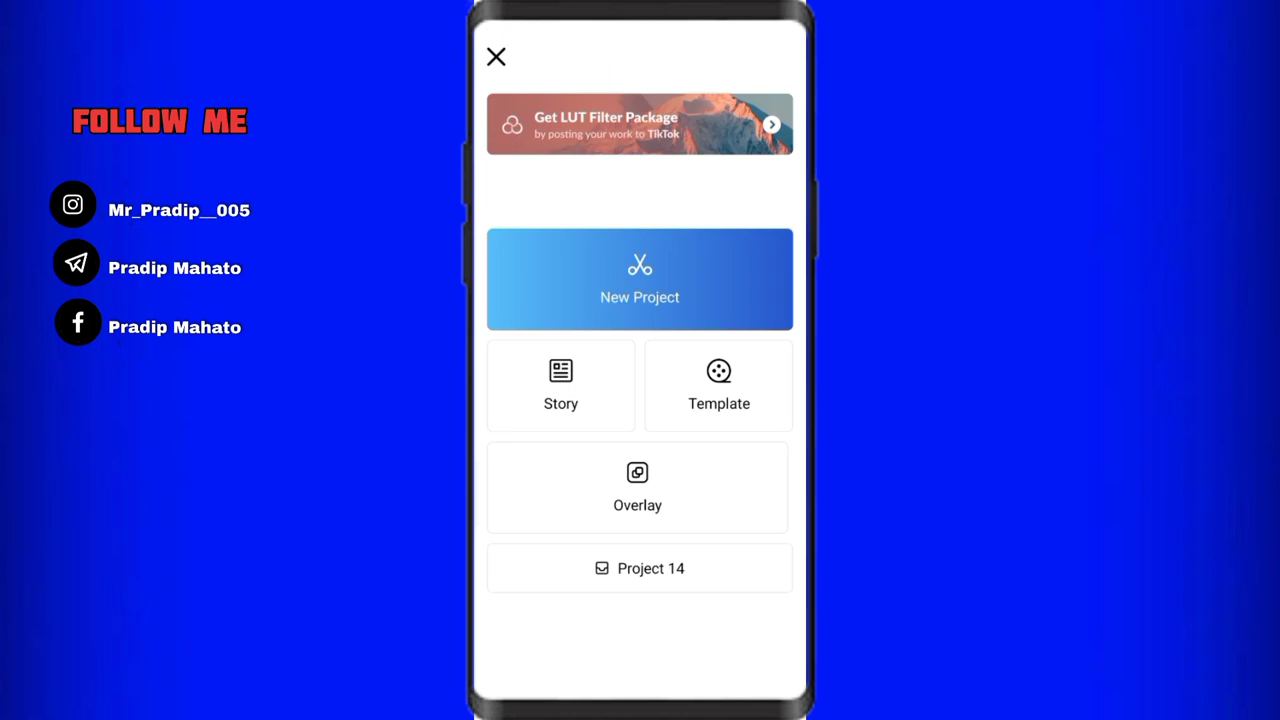 FOLLOW ME
Mr_Pradip__005
Pradip Mahato
Pradip Mahato
Get LUT Filter Package
by posting your work to TikTok
New Project
Story
Template
Overlay
Project 14